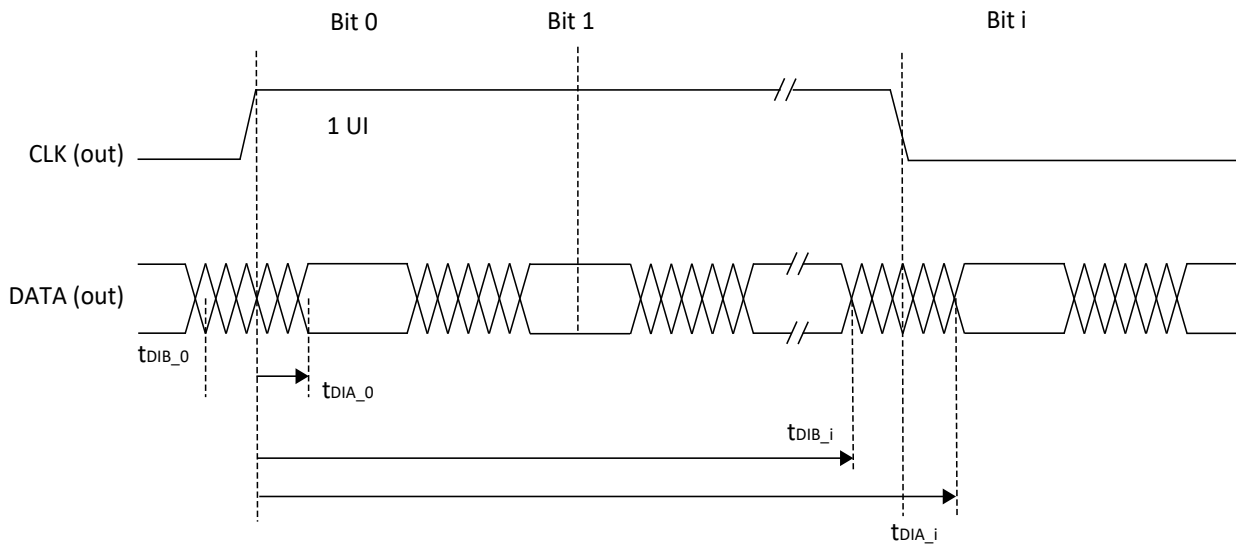 Bit 0
Bit 1
Bit i
1 UI
CLK (out)
DATA (out)
tDIB_0
tDIA_0
tDIB_i
tDIA_i